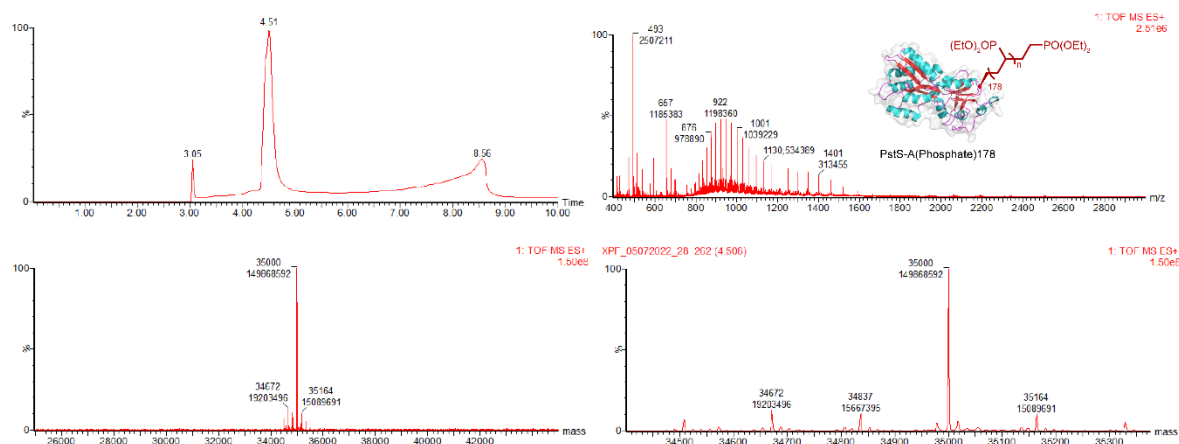 4.51
100
3.05
8.56
%
1.00 2.00 3.00 4.00 5.00 6.00 7.00 8.00 9.00 10.00
Time
1: TOF MS ES+
2.51e6
100
493
2507211
(EtO)₂OP
PO(OEt)₂
n
178
657
1185383
922
1198360
876
978890
1001
1039229
1130;534389
1401
313455
PstS-A(Phosphate)178
%
400 600 800 1000 1200 1400 1600 1800 2000 2200 2400 2600 2800
m/z
1: TOF MS ES+
1.50e8
100
35000
149868592
34672
19203496
35164
15089691
%
0
26000 28000 30000 32000 34000 36000 38000 40000 42000
mass
XPF_05072022_28 262 (4.506)
1: TOF MS ES+
1.50e8
100
35000
149868592
34672
19203496
34837
15667395
35164
15089691
%
0
34500 34600 34700 34800 34900 35000 35100 35200 35300
mass